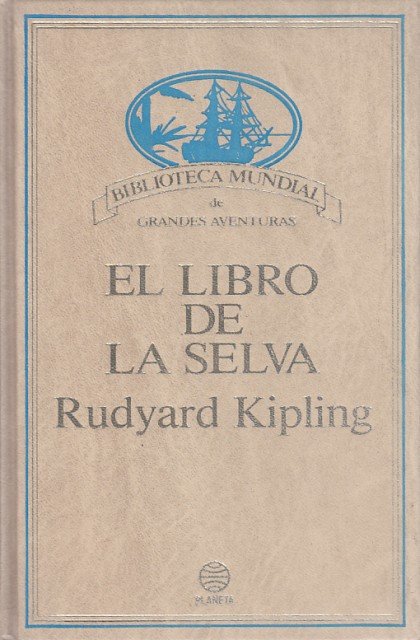 BIBLIOTECA MUNDIAL
de
GRANDES AVENTURAS
EL LIBRO
DE
LA SELVA
Rudyard Kipling
PLANETA